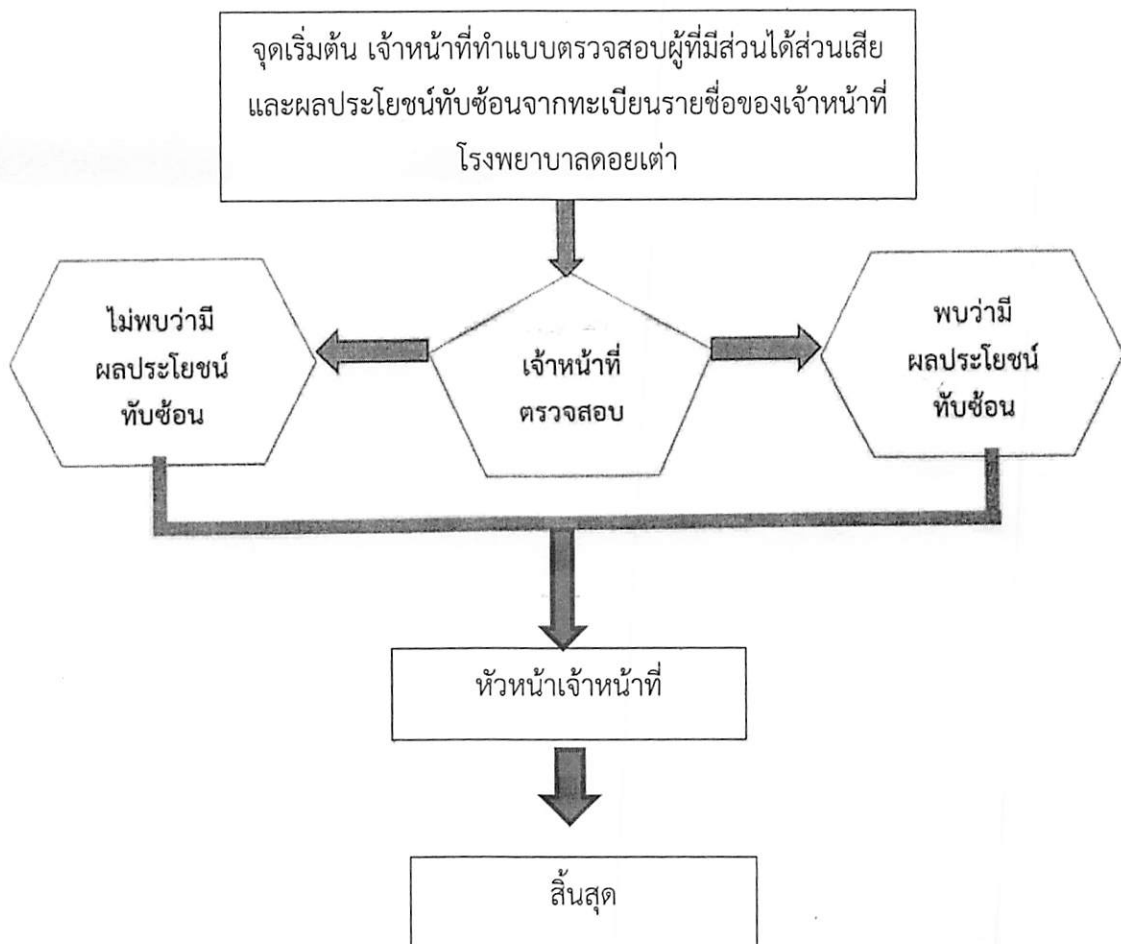 จุดเริ่มต้น เจ้าหน้าที่ทำแบบตรวจสอบผู้ที่มีส่วนได้ส่วนเสีย
และผลประโยชน์ทับซ้อนจากทะเบียนรายชื่อของเจ้าหน้าที่
โรงพยาบาลดอยเต่า
ไม่พบว่ามี
ผลประโยชน์
ทับซ้อน
เจ้าหน้าที่
ตรวจสอบ
พบว่ามี
ผลประโยชน์
ทับซ้อน
หัวหน้าเจ้าหน้าที่
สิ้นสุด